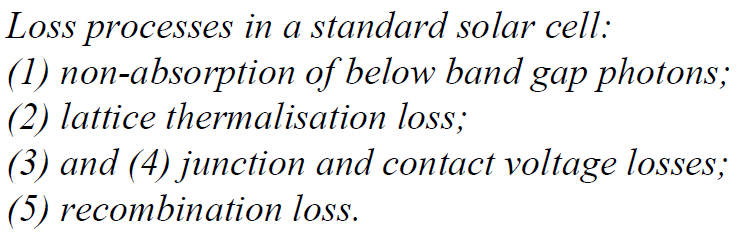 Loss processes in a standard solar cell:
(1) non-absorption of below band gap photons;
(2) lattice thermalisation loss;
(3) and (4) junction and contact voltage losses;
(5) recombination loss.